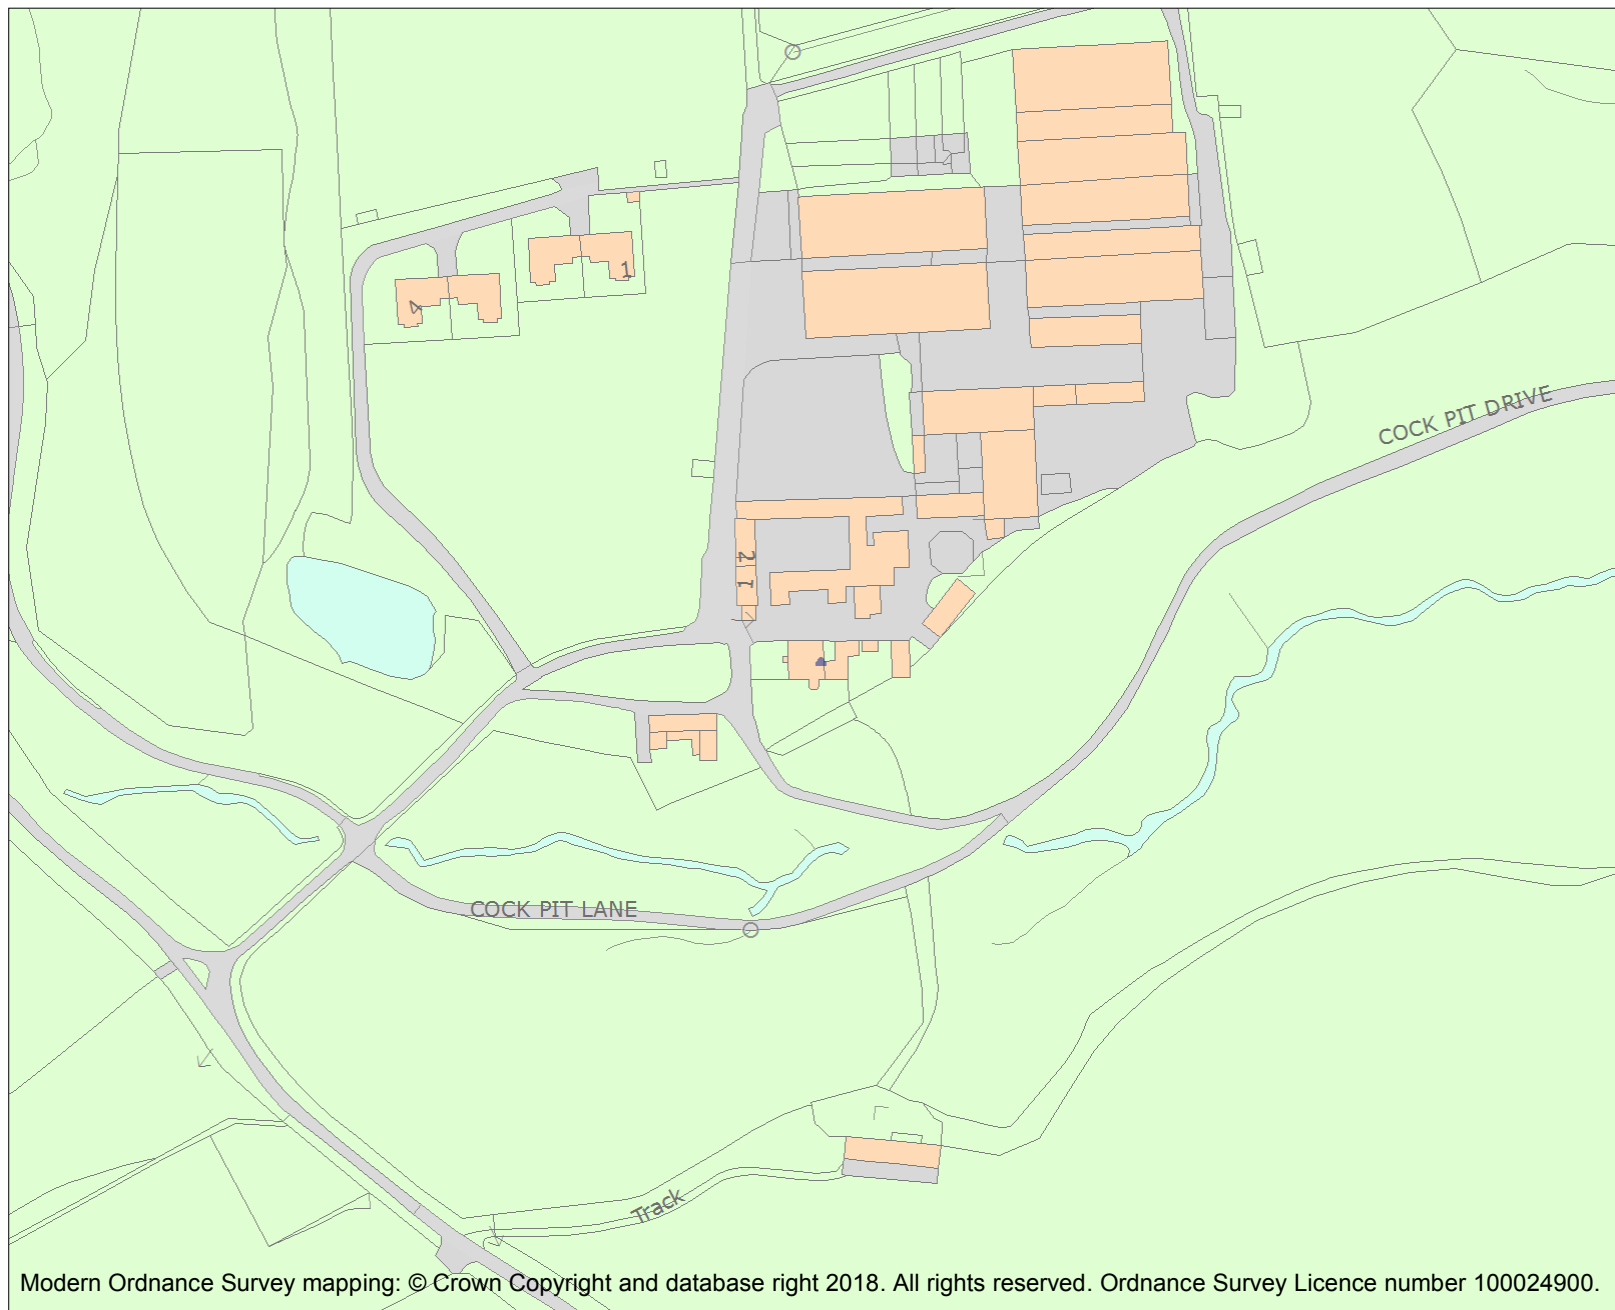 1
4
COCK PIT DRIVE
2
1
COCK PIT LANE
Track
Modern Ordnance Survey mapping: © Crown Copyright and database right 2018. All rights reserved. Ordnance Survey Licence number 100024900.